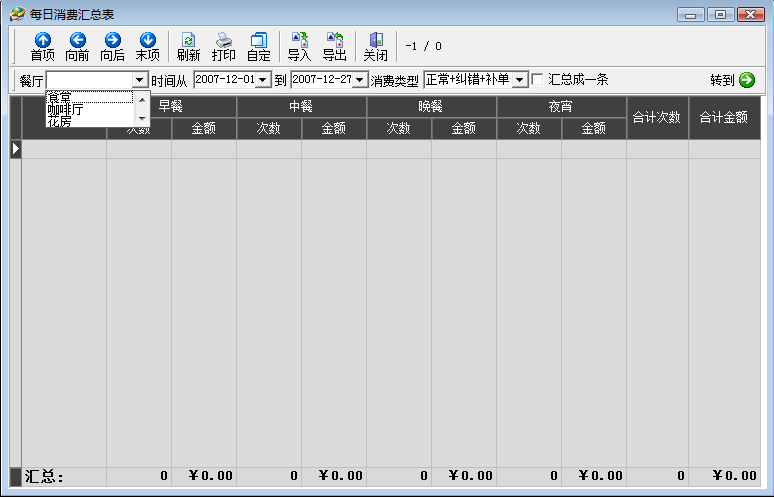 每日消费汇总表
首项 向前 向后 末项 刷新 打印 自定 导入 导出 关闭 -1 / 0
餐厅 时间从 2007-12-01 到 2007-12-27 消费类型 正常+纠错+补单 汇总成一条 转到
食堂
咖啡厅
花房
早餐 中餐 晚餐 夜宵 合计次数 合计金额
次数 金额 次数 金额 次数 金额 次数 金额
汇总: 0 ¥0.00 0 ¥0.00 0 ¥0.00 0 ¥0.00 0 ¥0.00